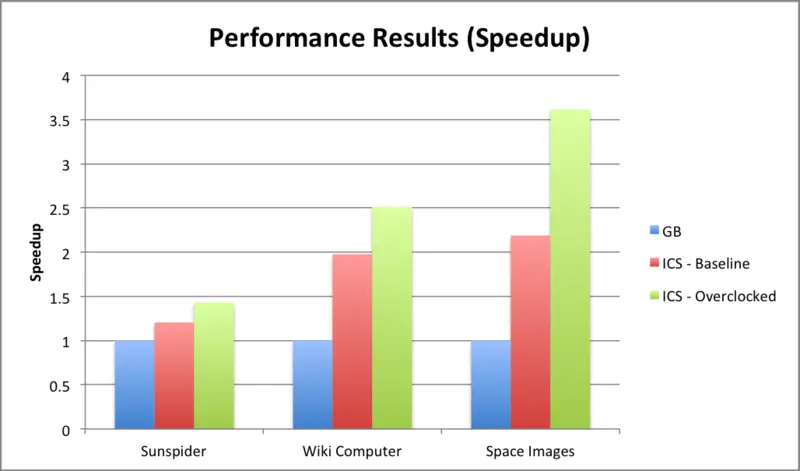 Performance Results (Speedup)
4
3.5
3
2.5
2
1.5
1
0.5
0
Speedup
Sunspider
Wiki Computer
Space Images
GB
ICS - Baseline
ICS - Overclocked